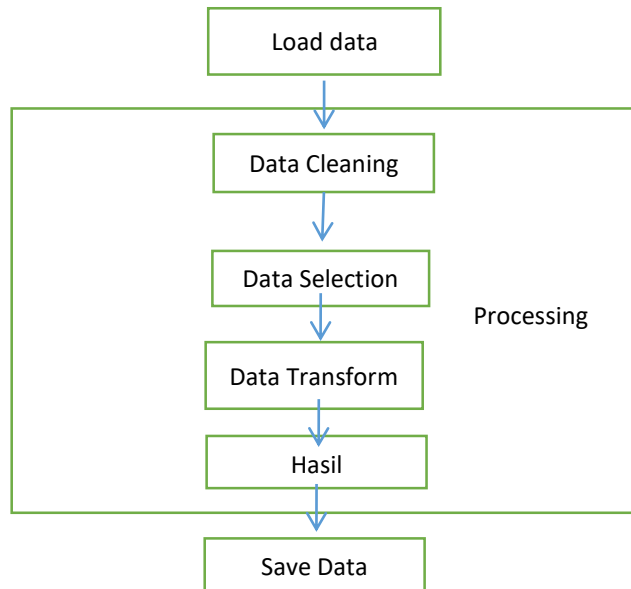 Load data
Data Cleaning
Data Selection
Processing
Data Transform
Hasil
Save Data